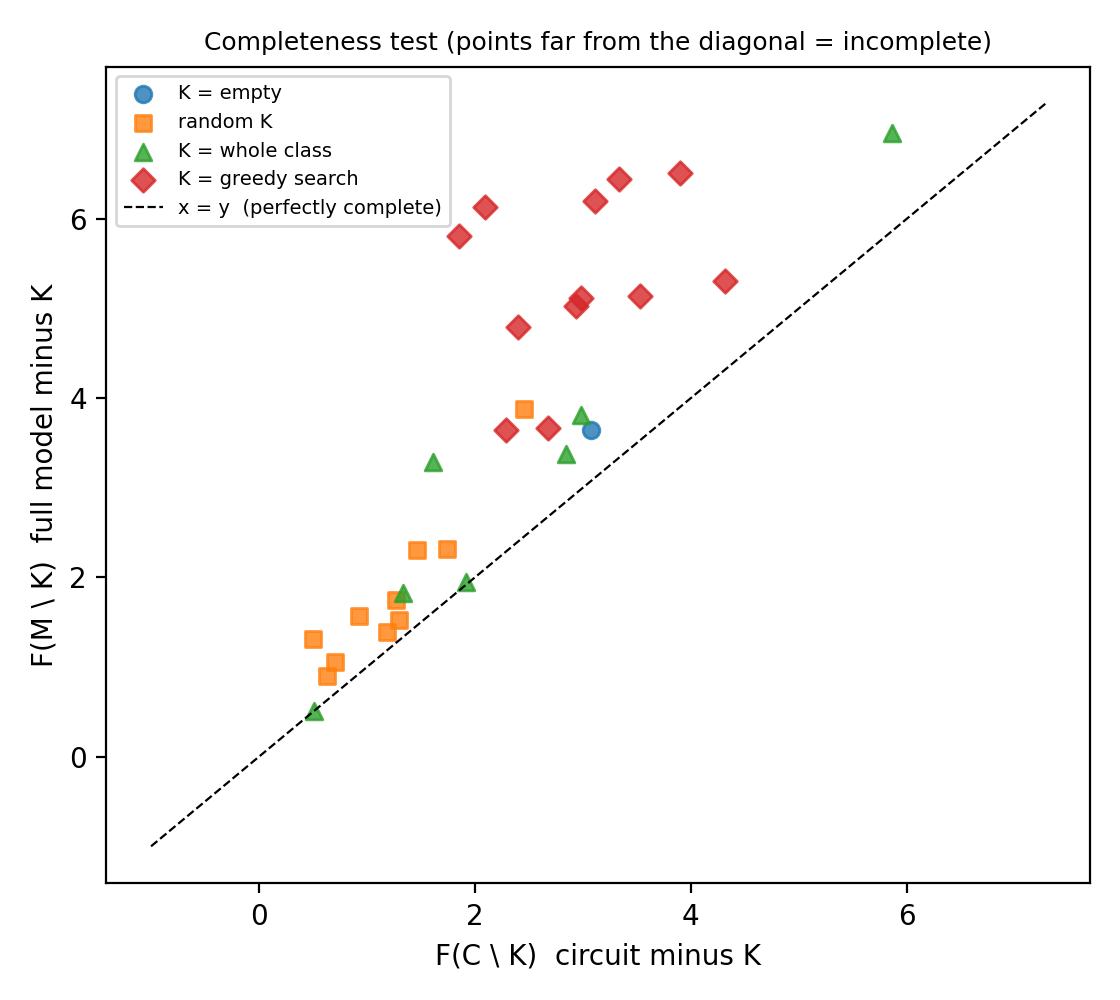 Completeness test (points far from the diagonal = incomplete)
K = empty
random K
K = whole class
K = greedy search
x = y  (perfectly complete)
F(M \ K)  full model minus K
6
4
2
0
0 2 4 6
F(C \ K)  circuit minus K